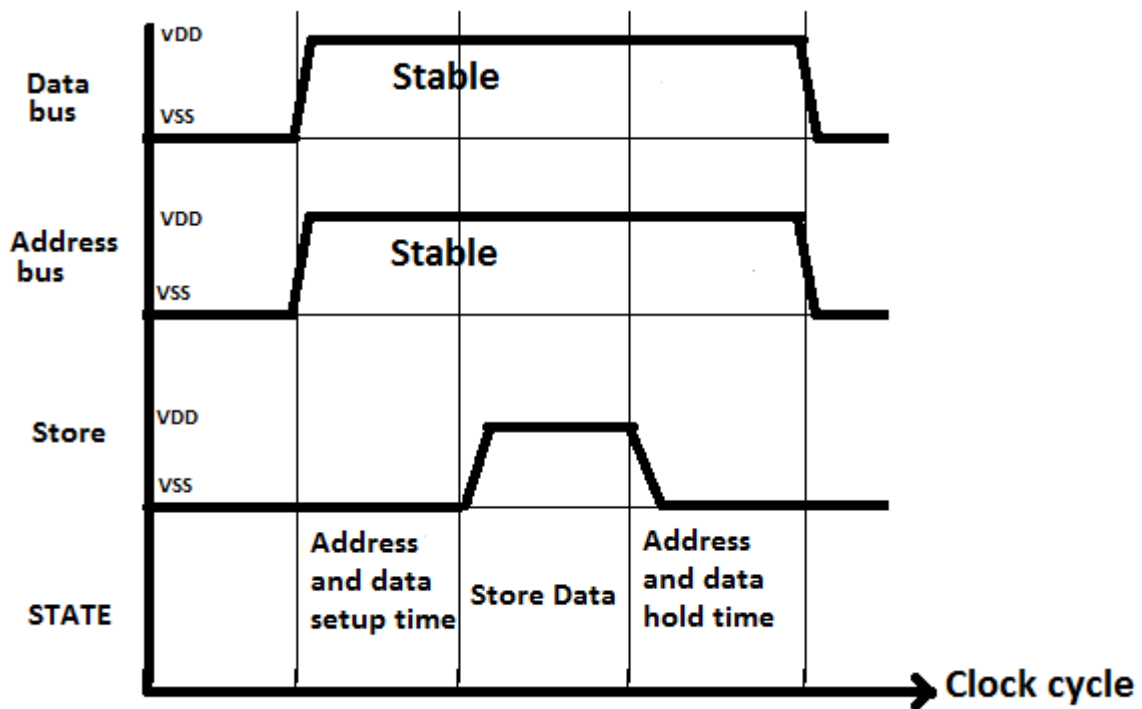 vDD
Data
bus
VSS
Stable
VDD
Address
bus
VSS
Stable
VDD
Store
VSS
STATE
Address
and data
setup time
Store Data
Address
and data
hold time
Clock cycle